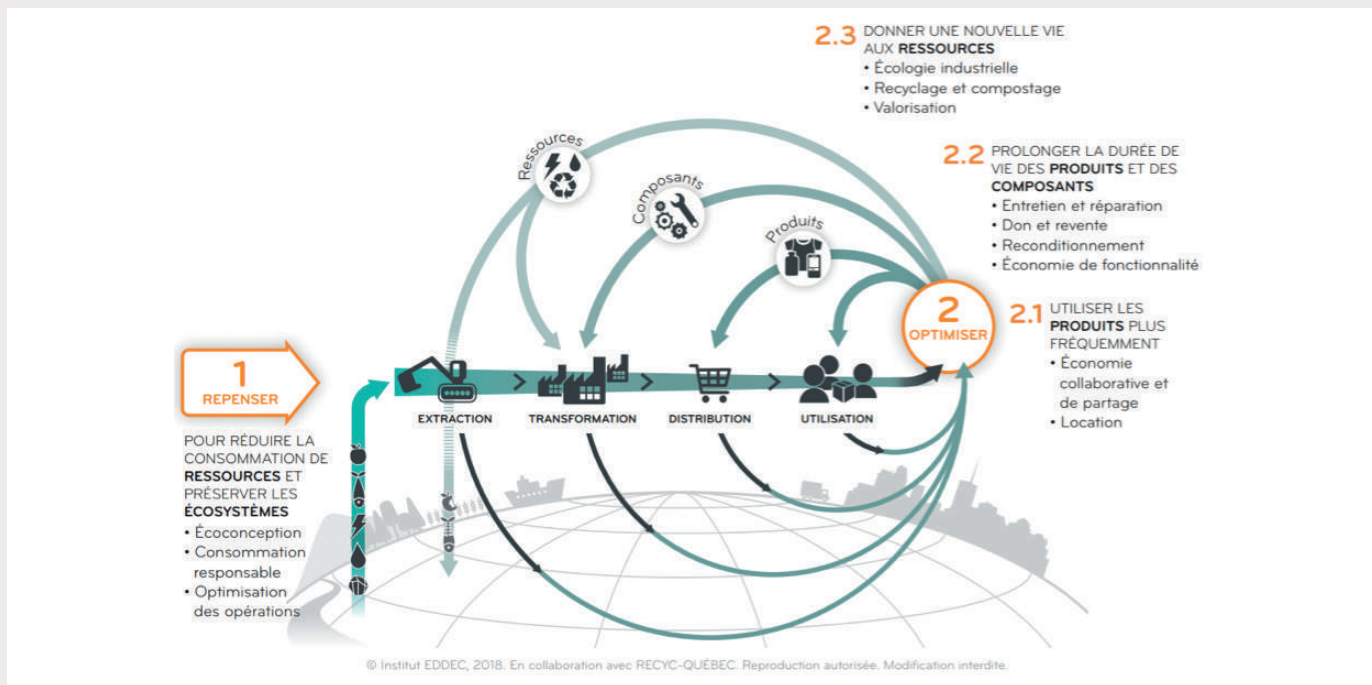 2.3 DONNER UNE NOUVELLE VIE
AUX RESSOURCES
• Écologie industrielle
• Recyclage et compostage
• Valorisation
Ressources
2.2 PROLONGER LA DURÉE DE
VIE DES PRODUITS ET DES
COMPOSANTS
• Entretien et réparation
• Don et revente
• Reconditionnement
• Économie de fonctionnalité
Composants
Produits
2
OPTIMISER
2.1 UTILISER LES
PRODUITS PLUS
FRÉQUEMMENT
• Économie
collaborative et
de partage
• Location
1
REPENSER
EXTRACTION
TRANSFORMATION
DISTRIBUTION
UTILISATION
POUR RÉDUIRE LA
CONSOMMATION DE
RESSOURCES ET
PRÉSERVER LES
ÉCOSYSTÈMES
• Écoconception
• Consommation
responsable
• Optimisation
des opérations
© Institut EDDEC, 2018. En collaboration avec RECYC-QUÉBEC. Reproduction autorisée. Modification interdite.